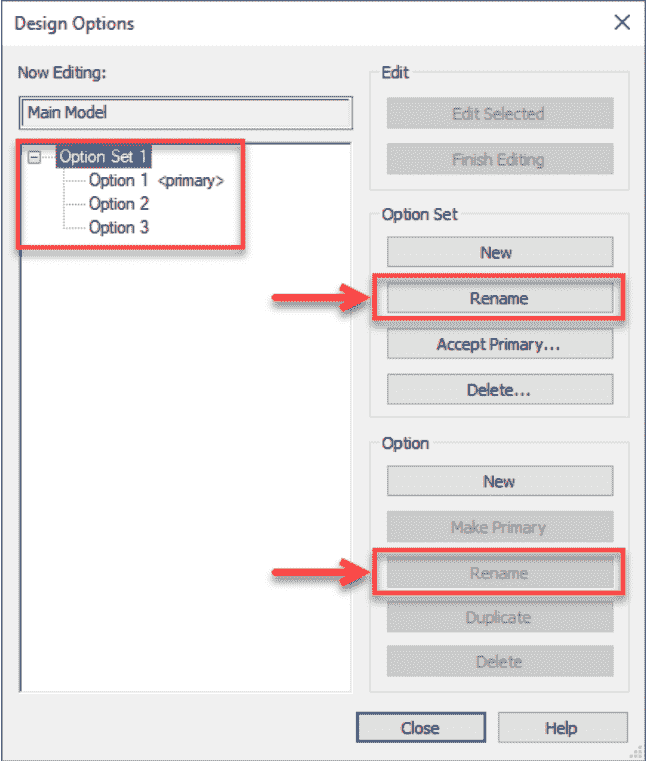 Design Options
Now Editing:
Main Model
Option Set 1
Option 1 <primary>
Option 2
Option 3
Edit
Edit Selected
Finish Editing
Option Set
New
Rename
Accept Primary...
Delete...
Option
New
Make Primary
Rename
Duplicate
Delete
Close
Help